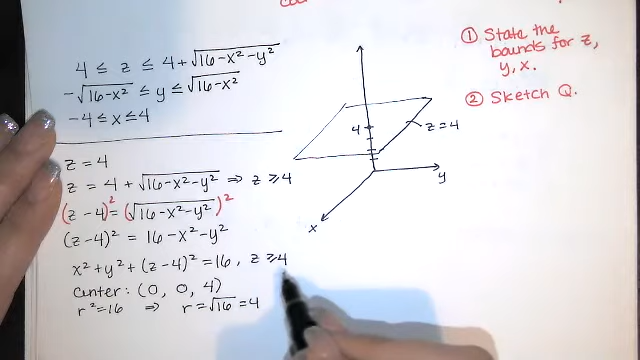 4 ≤ z ≤ 4 + √(16 - x² - y²)
-√(16 - x²) ≤ y ≤ √(16 - x²)
-4 ≤ x ≤ 4
z = 4
z = 4 + √(16 - x² - y²) ⇒ z ≥ 4
(z - 4)² = (√(16 - x² - y²))²
(z - 4)² = 16 - x² - y²
x² + y² + (z - 4)² = 16, z ≥ 4
center: (0, 0, 4)
r² = 16 ⇒ r = √16 = 4
4
z = 4
y
x
① State the
bounds for z,
y, x.
② Sketch Q.